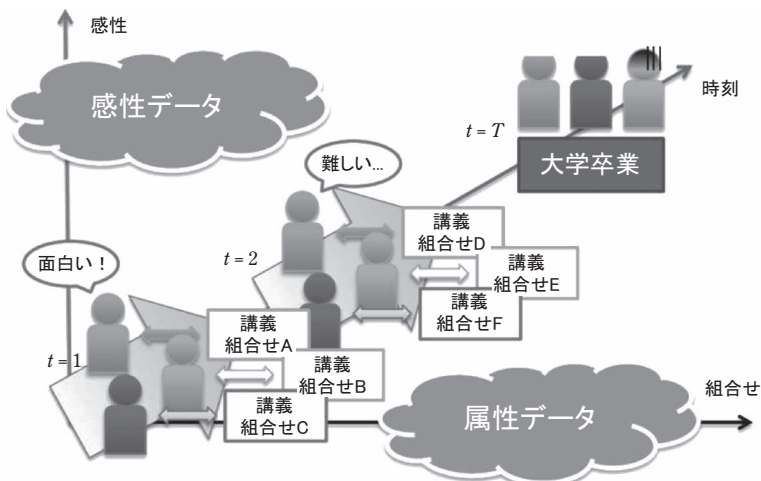 感性
感性データ
時刻
t = T
大学卒業
難しい...
講義
組合せD
t = 2
講義
組合せE
面白い！
講義
組合せF
講義
組合せA
t = 1
講義
組合せB
講義
組合せC
属性データ
組合せ